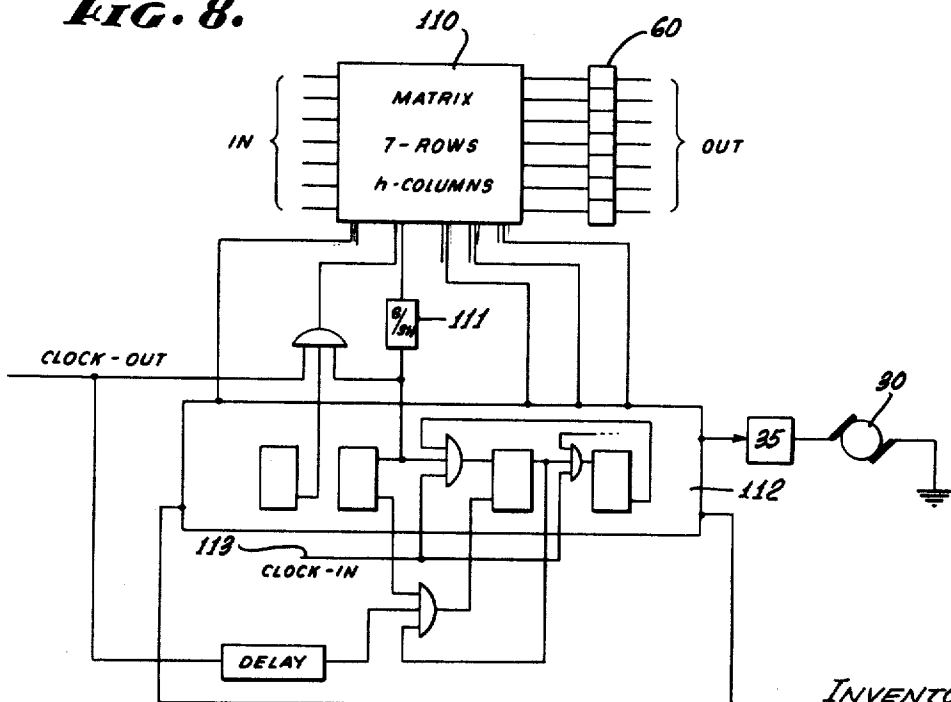 FIG. 8.
110
60
MATRIX
7-ROWS
h-COLUMNS
IN
OUT
111
CLOCK-OUT
30
35
112
113
CLOCK-IN
DELAY